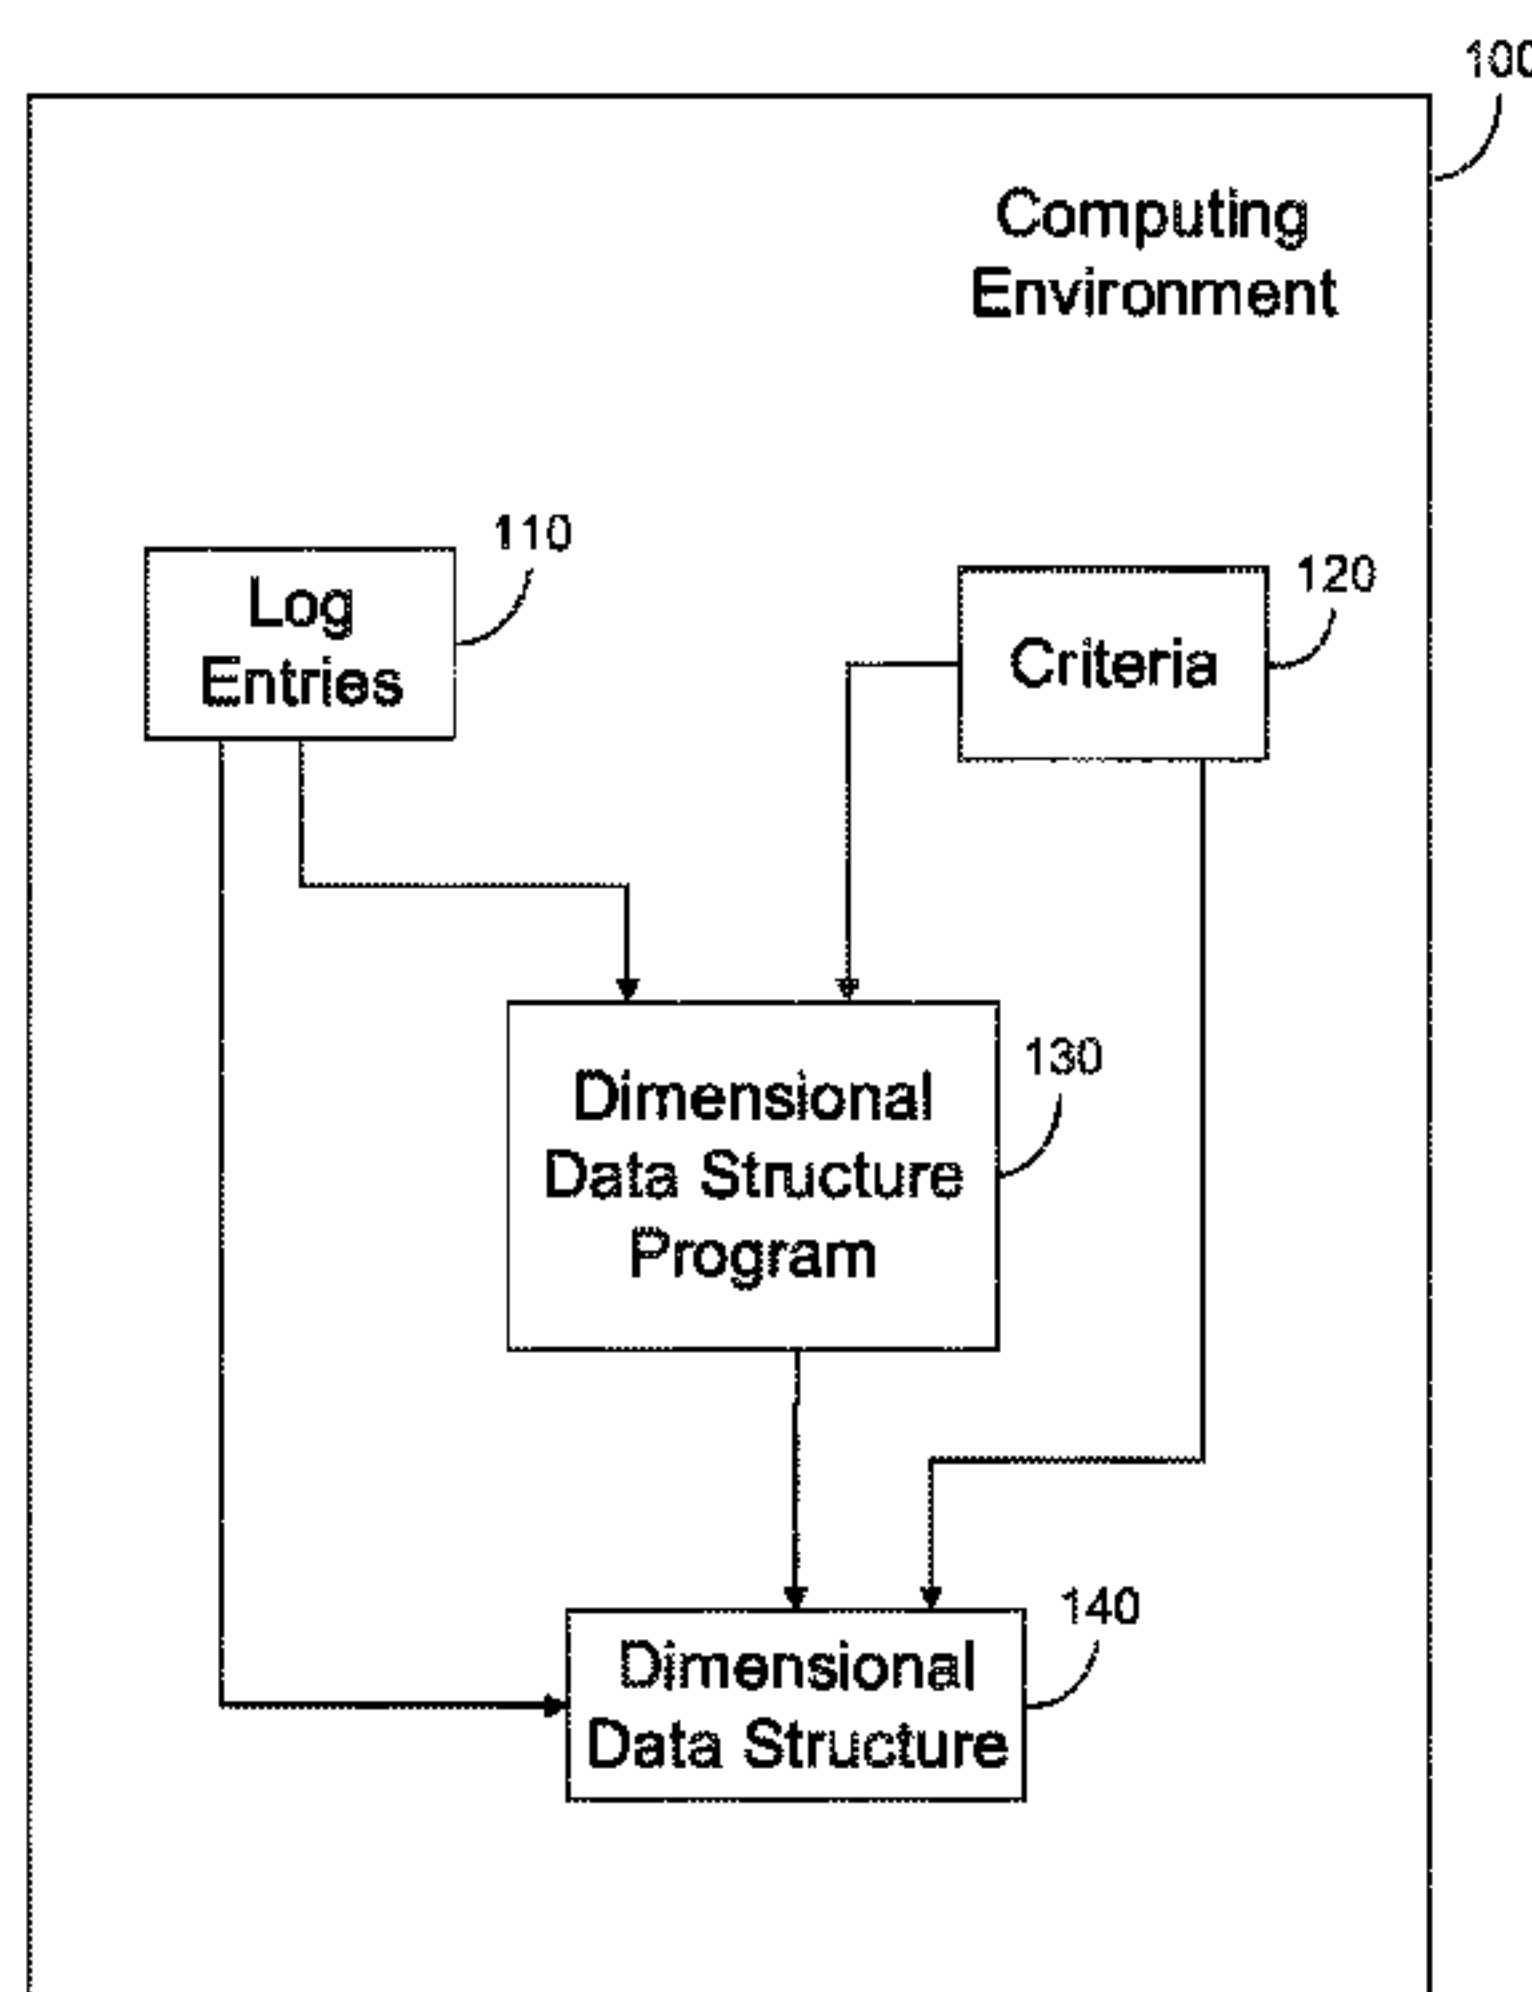 100
Computing
Environment
110
Log
Entries
120
Criteria
130
Dimensional
Data Structure
Program
140
Dimensional
Data Structure